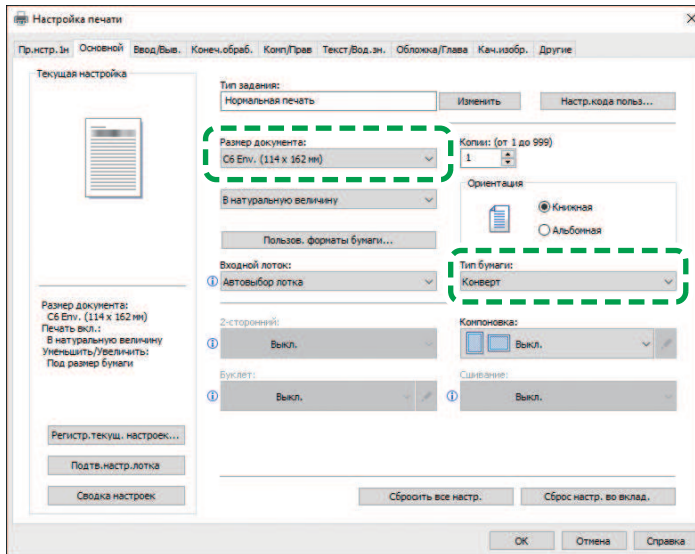 Настройка печати
Пр.нстр.1н Основной Ввод/Выв. Конеч.обраб. Коп/Прав Текст/Вод.зн. Обложка/Глава Кач.изобр. Другие
Текущая настройка
Тип задания:
Нормальная печать
Изменить
Настр.кода польз...
Размер документа:
C6 Env. (114 x 162 мм)
Копии: (от 1 до 999)
1
В натуральную величину
Ориентация
Книжная
Альбомная
Пользов. форматы бумаги...
Входной лоток:
Автовыбор лотка
Тип бумаги:
Конверт
Размер документа:
C6 Env. (114 x 162 мм)
Печать вкл.:
В натуральную величину
Уменьшить/Увеличить:
Под размер бумаги
2-сторонний:
Выкл.
Компоновка:
Выкл.
Буклет:
Выкл.
Сшивание:
Выкл.
Регистр.текущ. настроек...
Подтв.настр.лотка
Сводка настроек
Сбросить все настр.
Сброс настр. во вклад.
OK
Отмена
Справка